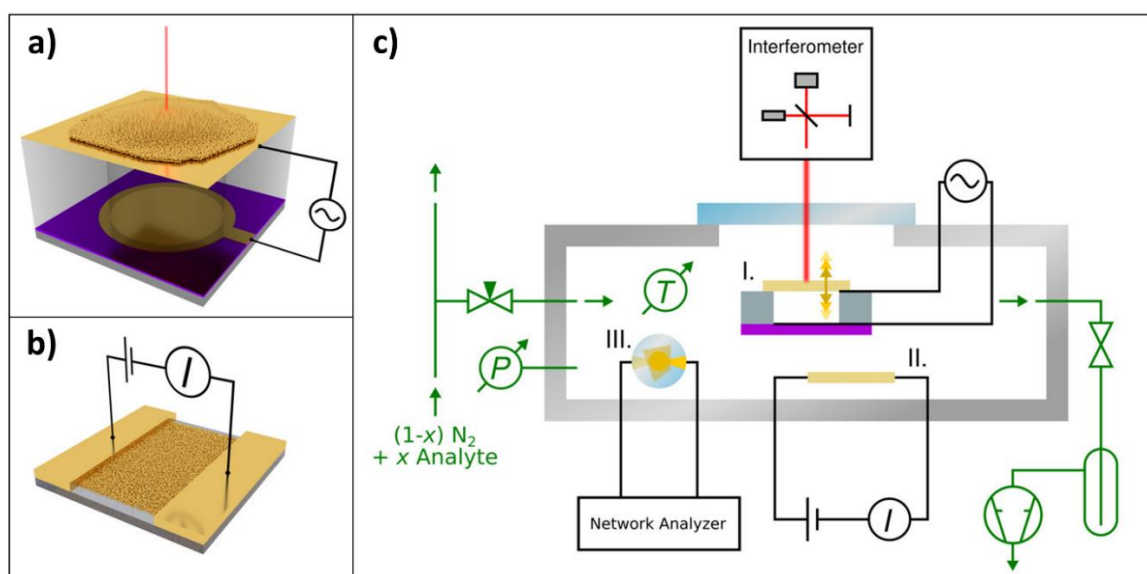 a)
I
b)
c)
Interferometer
T
I.
P
III.
II.
(1-x) N₂
+ x Analyte
Network Analyzer
I